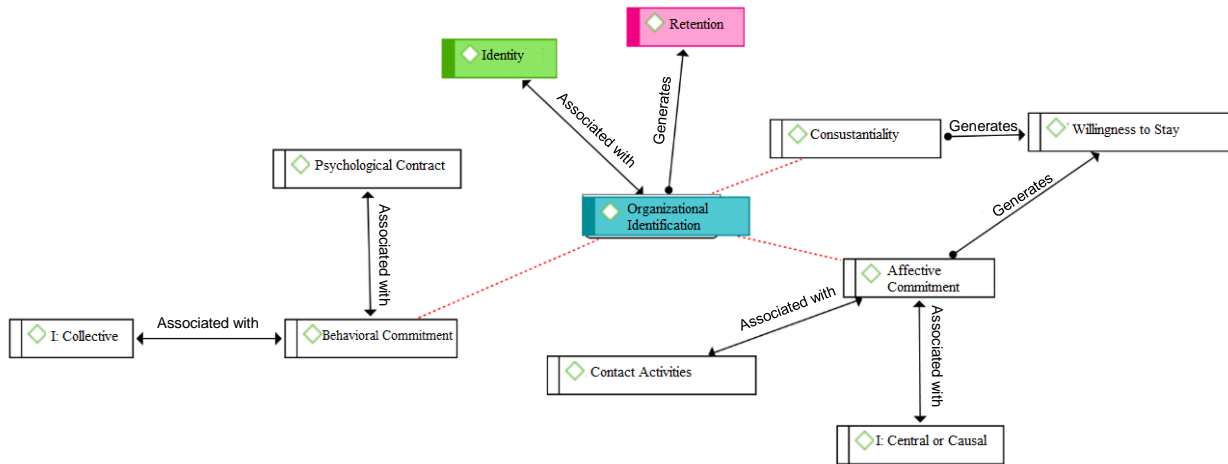 Retention
Identity
Associated with
Generates
Consustantiality
Generates
Willingness to Stay
Psychological Contract
Organizational
Identification
Generates
Associated with
Affective
Commitment
I: Collective
Associated with
Behavioral Commitment
Associated with
Associated with
Contact Activities
I: Central or Causal